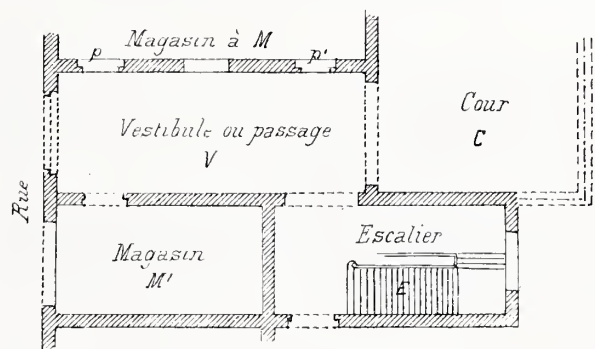 Magasin à M
p
p'
Vestibule ou passage
V
Cour
C
Rue
Magasin
M'
Escalier
E